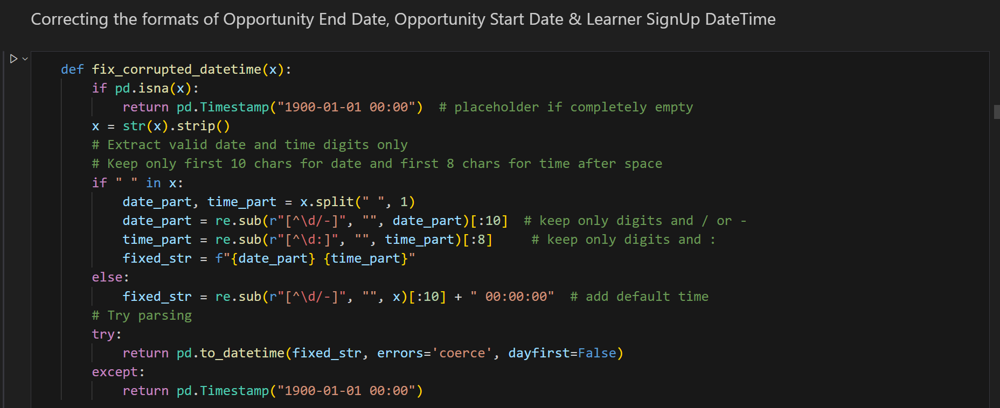 Correcting the formats of Opportunity End Date, Opportunity Start Date & Learner SignUp DateTime
def fix_corrupted_datetime(x):
    if pd.isna(x):
        return pd.Timestamp("1900-01-01 00:00")  # placeholder if completely empty
    x = str(x).strip()
    # Extract valid date and time digits only
    # Keep only first 10 chars for date and first 8 chars for time after space
    if " " in x:
        date_part, time_part = x.split(" ", 1)
        date_part = re.sub(r"[^\d/-]", "", date_part)[:10]  # keep only digits and / or -
        time_part = re.sub(r"[^\d:]", "", time_part)[:8]     # keep only digits and :
        fixed_str = f"{date_part} {time_part}"
    else:
        fixed_str = re.sub(r"[^\d/-]", "", x)[:10] + " 00:00:00"  # add default time
    # Try parsing
    try:
        return pd.to_datetime(fixed_str, errors='coerce', dayfirst=False)
    except:
        return pd.Timestamp("1900-01-01 00:00")